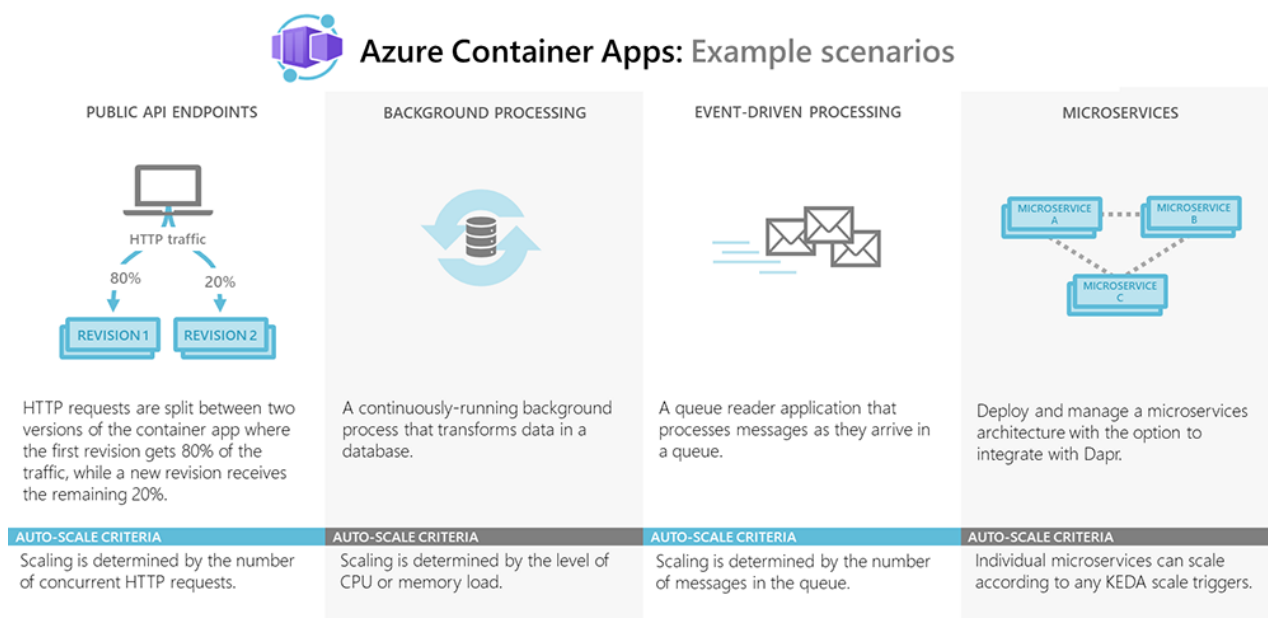 Azure Container Apps: Example scenarios
PUBLIC API ENDPOINTS
HTTP traffic
80%
20%
REVISION 1
REVISION 2
HTTP requests are split between two
versions of the container app where
the first revision gets 80% of the
traffic, while a new revision receives
the remaining 20%.
AUTO-SCALE CRITERIA
Scaling is determined by the number
of concurrent HTTP requests.
BACKGROUND PROCESSING
A continuously-running background
process that transforms data in a
database.
AUTO-SCALE CRITERIA
Scaling is determined by the level of
CPU or memory load.
EVENT-DRIVEN PROCESSING
A queue reader application that
processes messages as they arrive in
a queue.
AUTO-SCALE CRITERIA
Scaling is determined by the number
of messages in the queue.
MICROSERVICES
MICROSERVICE
A
MICROSERVICE
B
MICROSERVICE
C
Deploy and manage a microservices
architecture with the option to
integrate with Dapr.
AUTO-SCALE CRITERIA
Individual microservices can scale
according to any KEDA scale triggers.